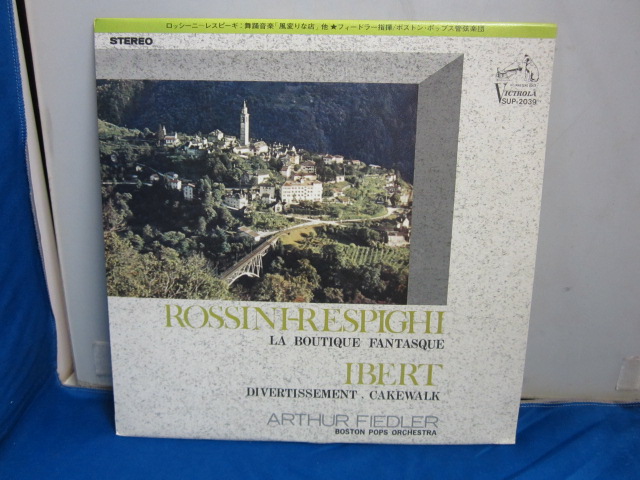 ロッシーニーレスピーギ：舞踊音楽「風変りな店」他 ★フィードラー指揮/ボストン・ポップス管弦楽団
STEREO
VICTROLA
SUP-2039
ROSSINI-RESPIGHI
LA BOUTIQUE FANTASQUE
IBERT
DIVERTISSEMENT . CAKEWALK
ARTHUR FIEDLER
BOSTON POPS ORCHESTRA